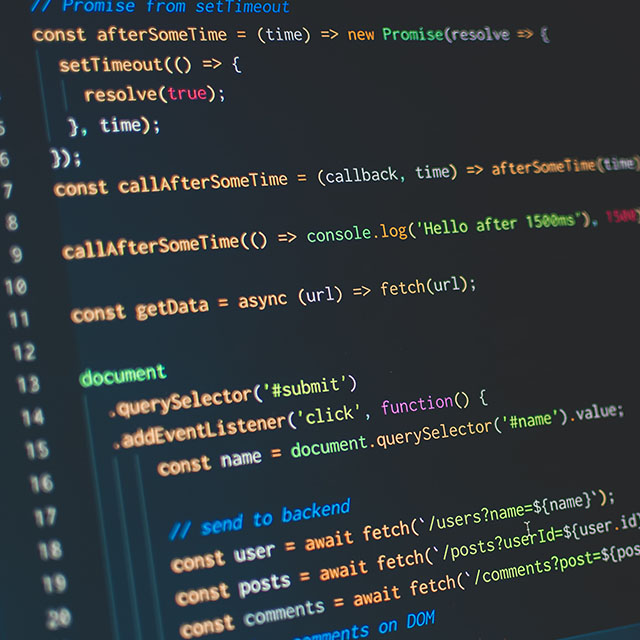 // Promise from setTimeout
const afterSomeTime = (time) => new Promise(resolve => {
setTimeout(() => {
resolve(true);
5 }, time);
6 });
7 const callAfterSomeTime = (callback, time) => afterSomeTime(time)
8
9 callAfterSomeTime(() => console.log('Hello after 1500ms'), 1500)
10
11 const getData = async (url) => fetch(url);
12
13 document
14 .querySelector('#submit')
15 .addEventListener('click', function() {
16 const name = document.querySelector('#name').value;
17
18 // send to backend
19 const user = await fetch(`/users?name=${name}`);
20 const posts = await fetch(`/posts?userId=${user.id}
const comments = await fetch(`/comments?post=${pos
on DOM